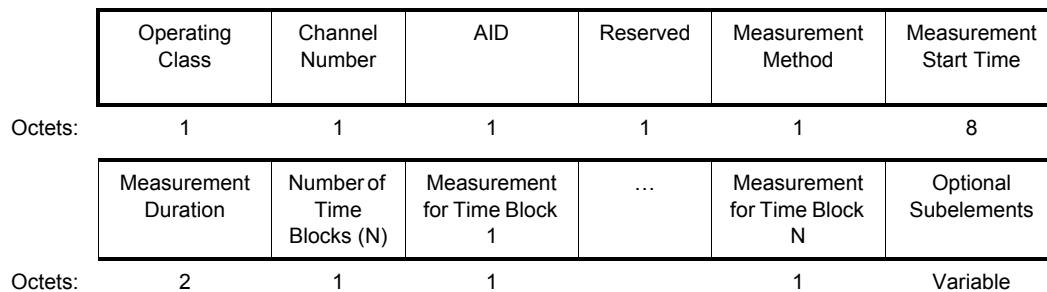 Operating Class Channel Number AID Reserved Measurement Method Measurement Start Time
Octets: 1 1 1 1 1 8
Measurement Duration Number of Time Blocks (N) Measurement for Time Block 1 … Measurement for Time Block N Optional Subelements
Octets: 2 1 1 1 Variable